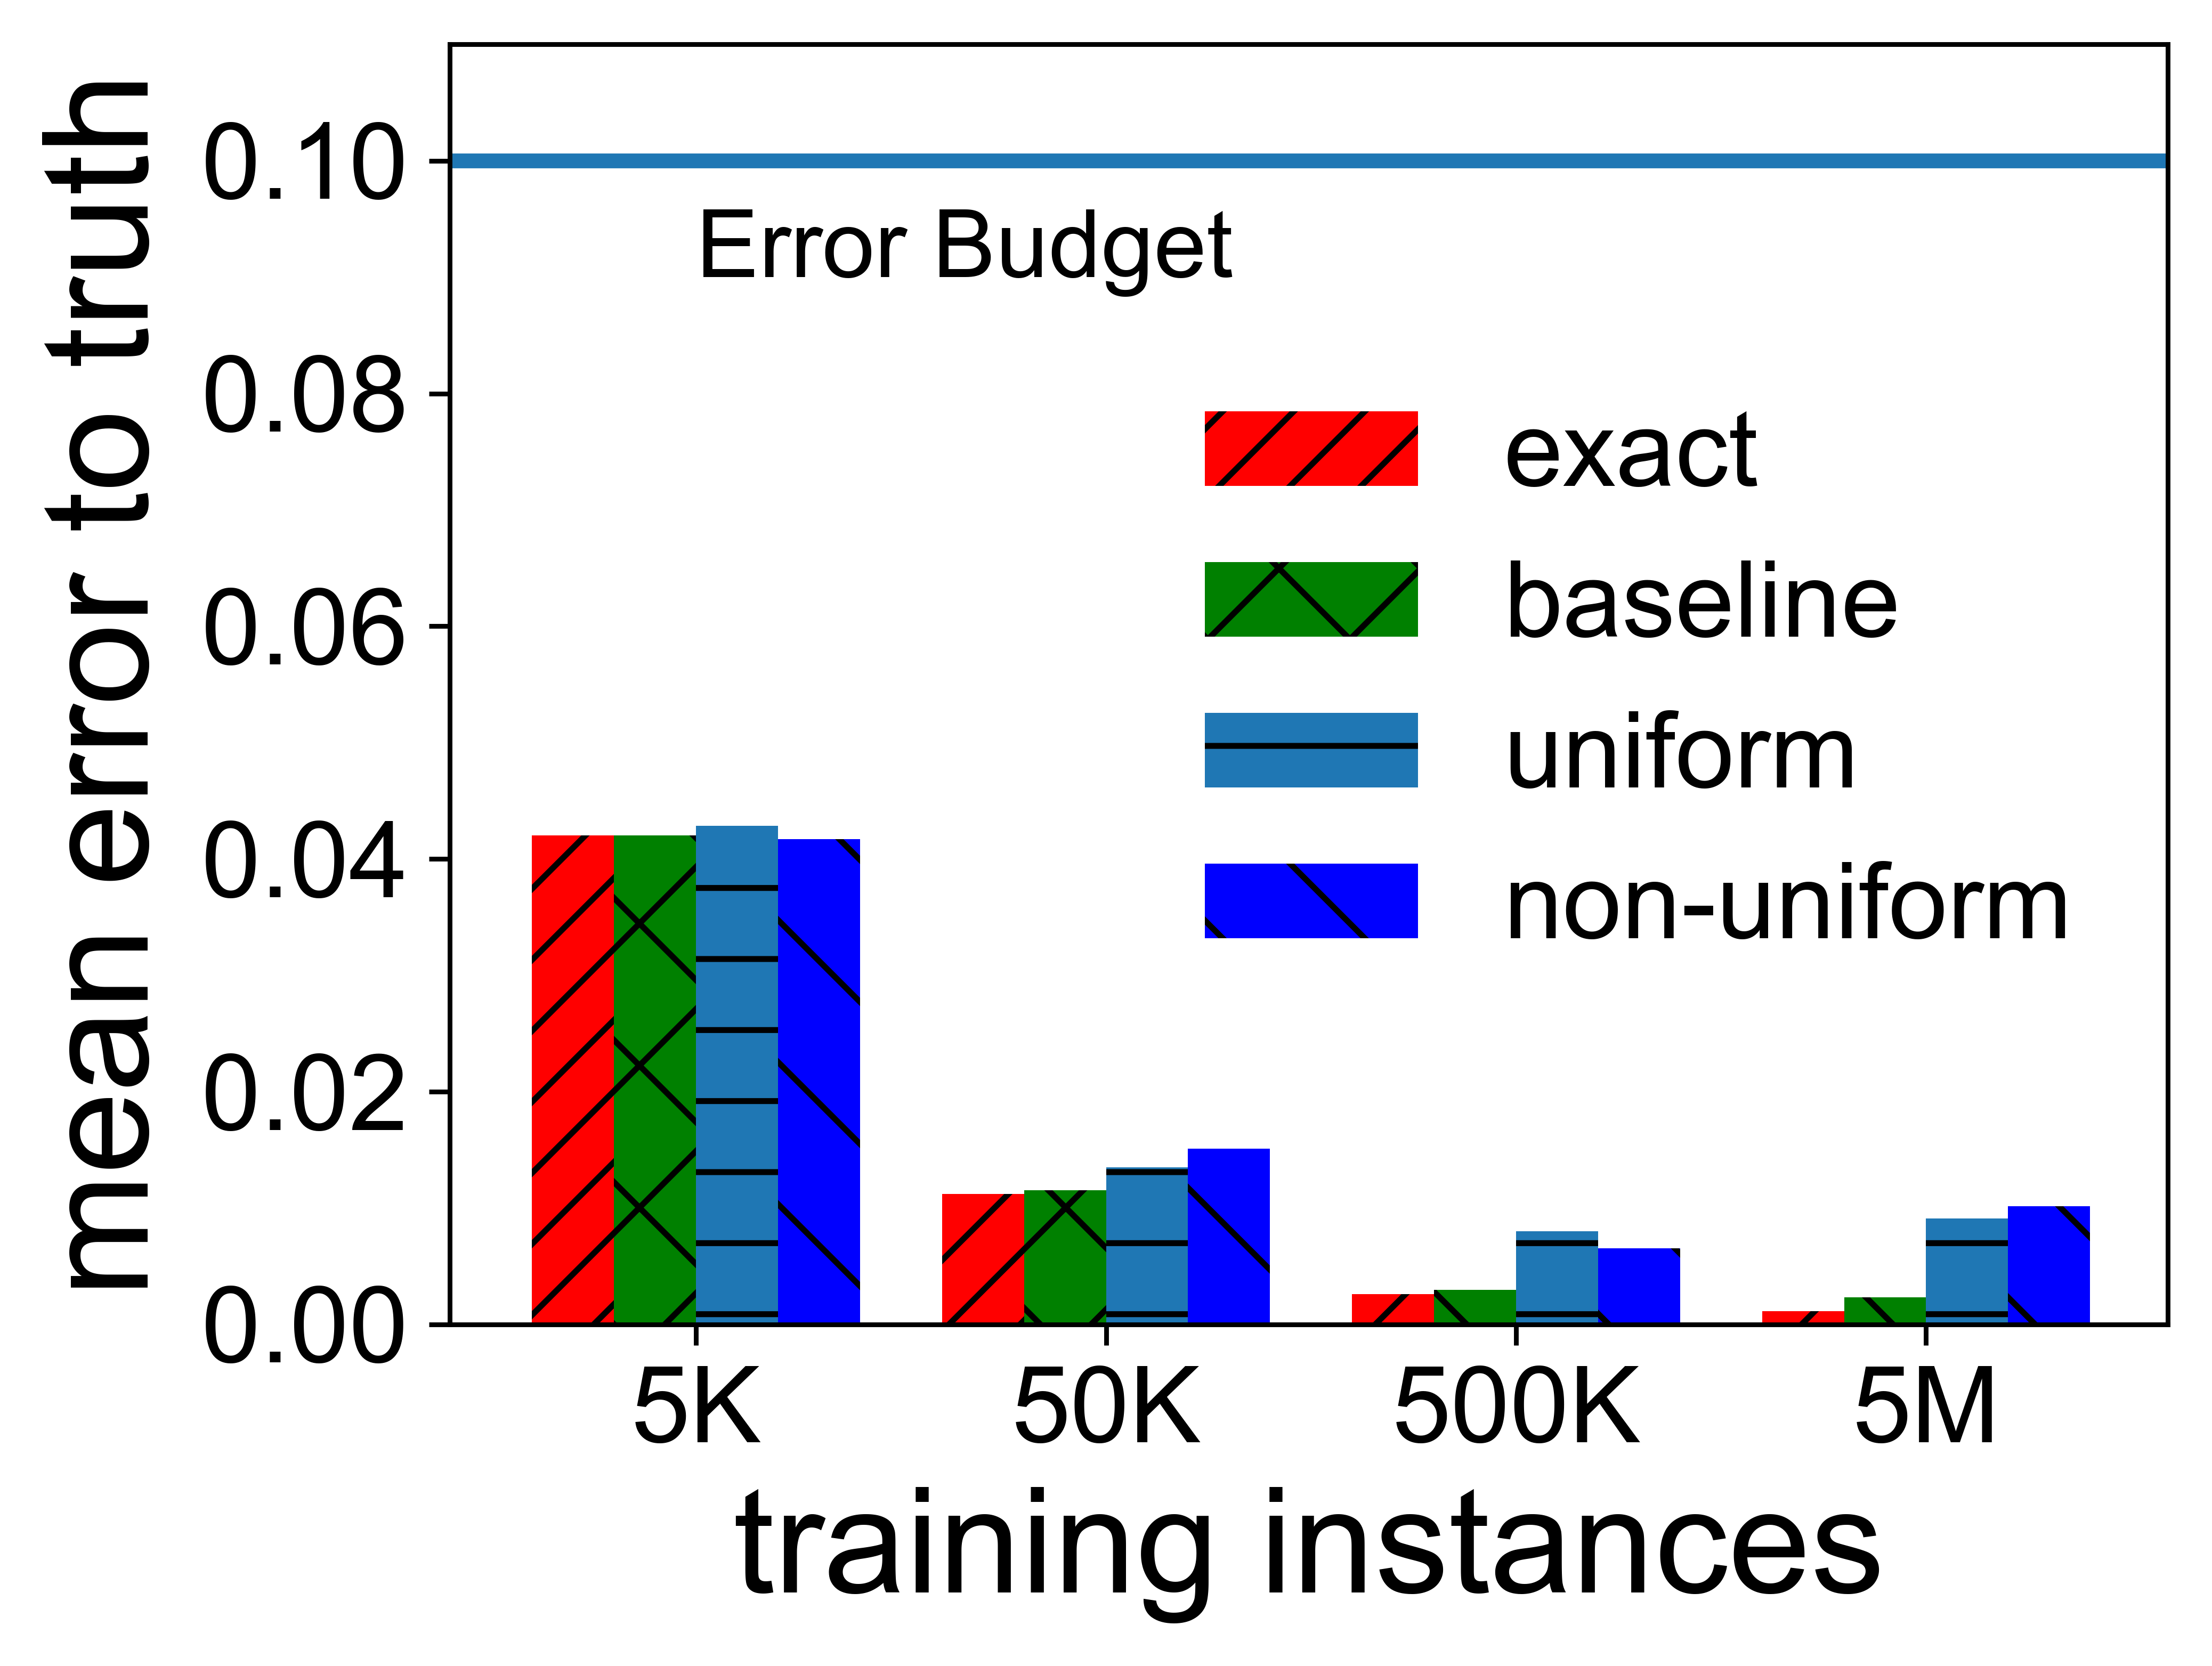 mean error to truth
0.10
0.08
0.06
0.04
0.02
0.00
Error Budget
exact
baseline
uniform
non-uniform
5K
50K
500K
5M
training instances